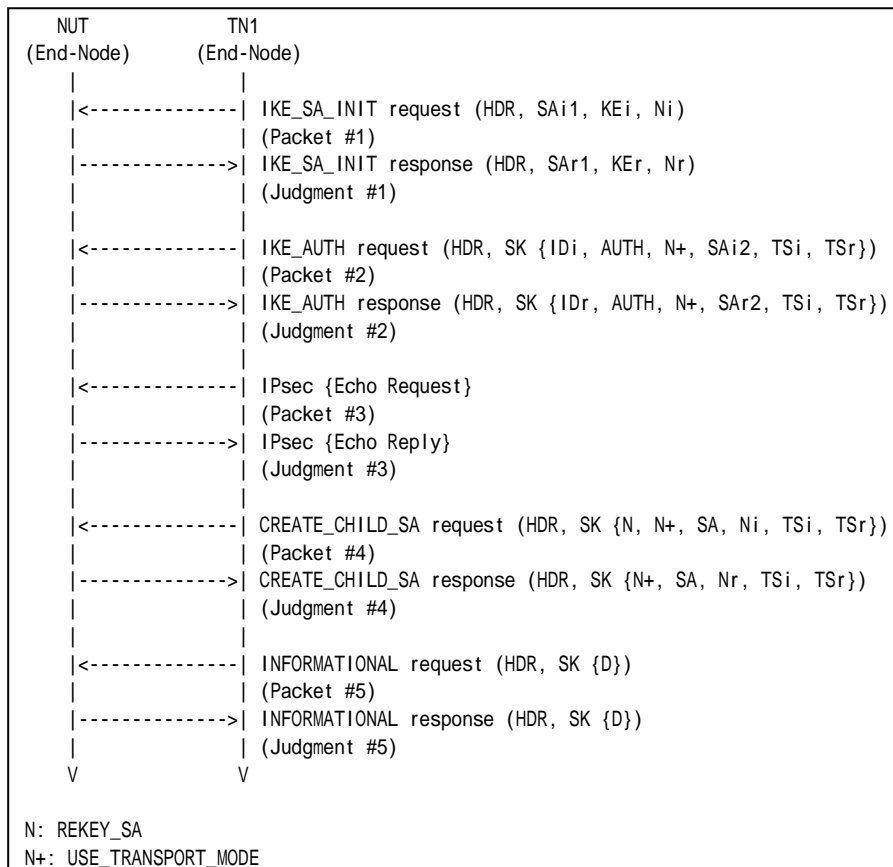 NUT TN1
(End-Node) (End-Node)
| |
|<--------------| IKE_SA_INIT request (HDR, SAi1, KEi, Ni)
| | (Packet #1)
|-------------->| IKE_SA_INIT response (HDR, SAr1, KEr, Nr)
| | (Judgment #1)
| |
|<--------------| IKE_AUTH request (HDR, SK {IDi, AUTH, N+, SAi2, TSi, TSr})
| | (Packet #2)
|-------------->| IKE_AUTH response (HDR, SK {IDr, AUTH, N+, SAr2, TSi, TSr})
| | (Judgment #2)
| |
|<--------------| IPsec {Echo Request}
| | (Packet #3)
|-------------->| IPsec {Echo Reply}
| | (Judgment #3)
| |
|<--------------| CREATE_CHILD_SA request (HDR, SK {N, N+, SA, Ni, TSi, TSr})
| | (Packet #4)
|-------------->| CREATE_CHILD_SA response (HDR, SK {N+, SA, Nr, TSi, TSr})
| | (Judgment #4)
| |
|<--------------| INFORMATIONAL request (HDR, SK {D})
| | (Packet #5)
|-------------->| INFORMATIONAL response (HDR, SK {D})
| | (Judgment #5)
V V
N: REKEY_SA
N+: USE_TRANSPORT_MODE